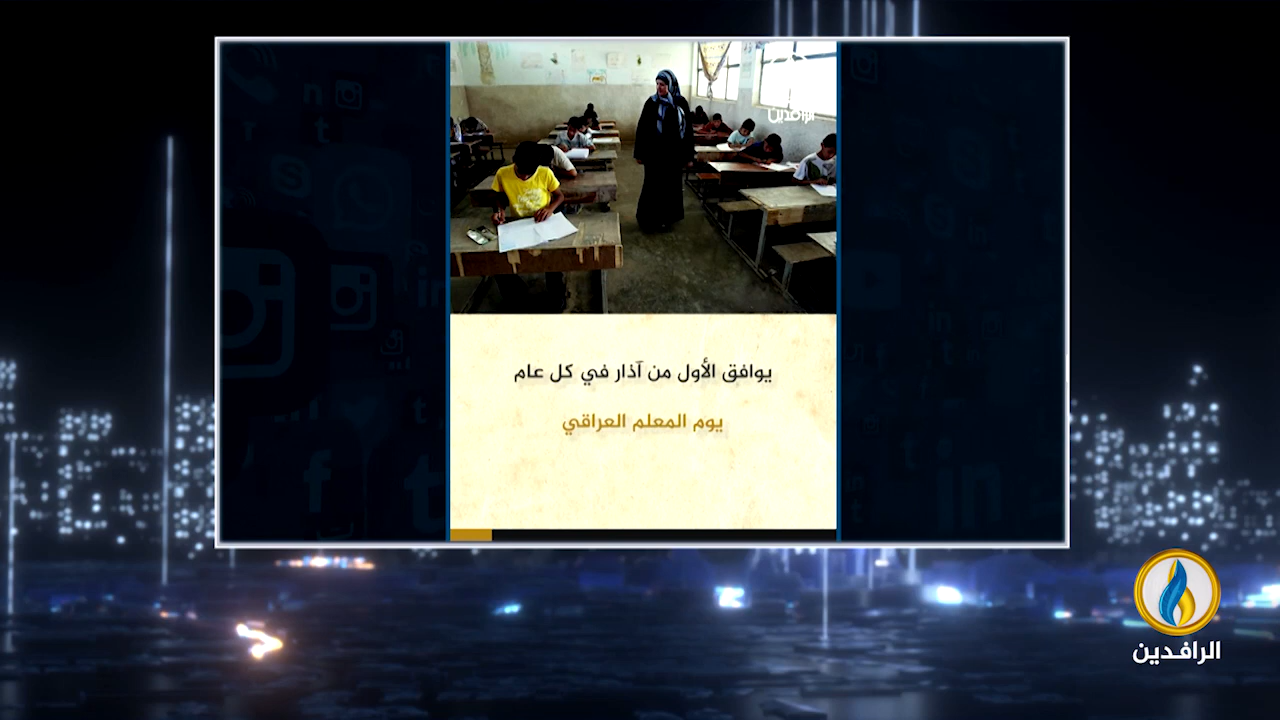 الرافدين
يوافق الأول من آذار في كل عام
يوم المعلم العراقي
الرافدين